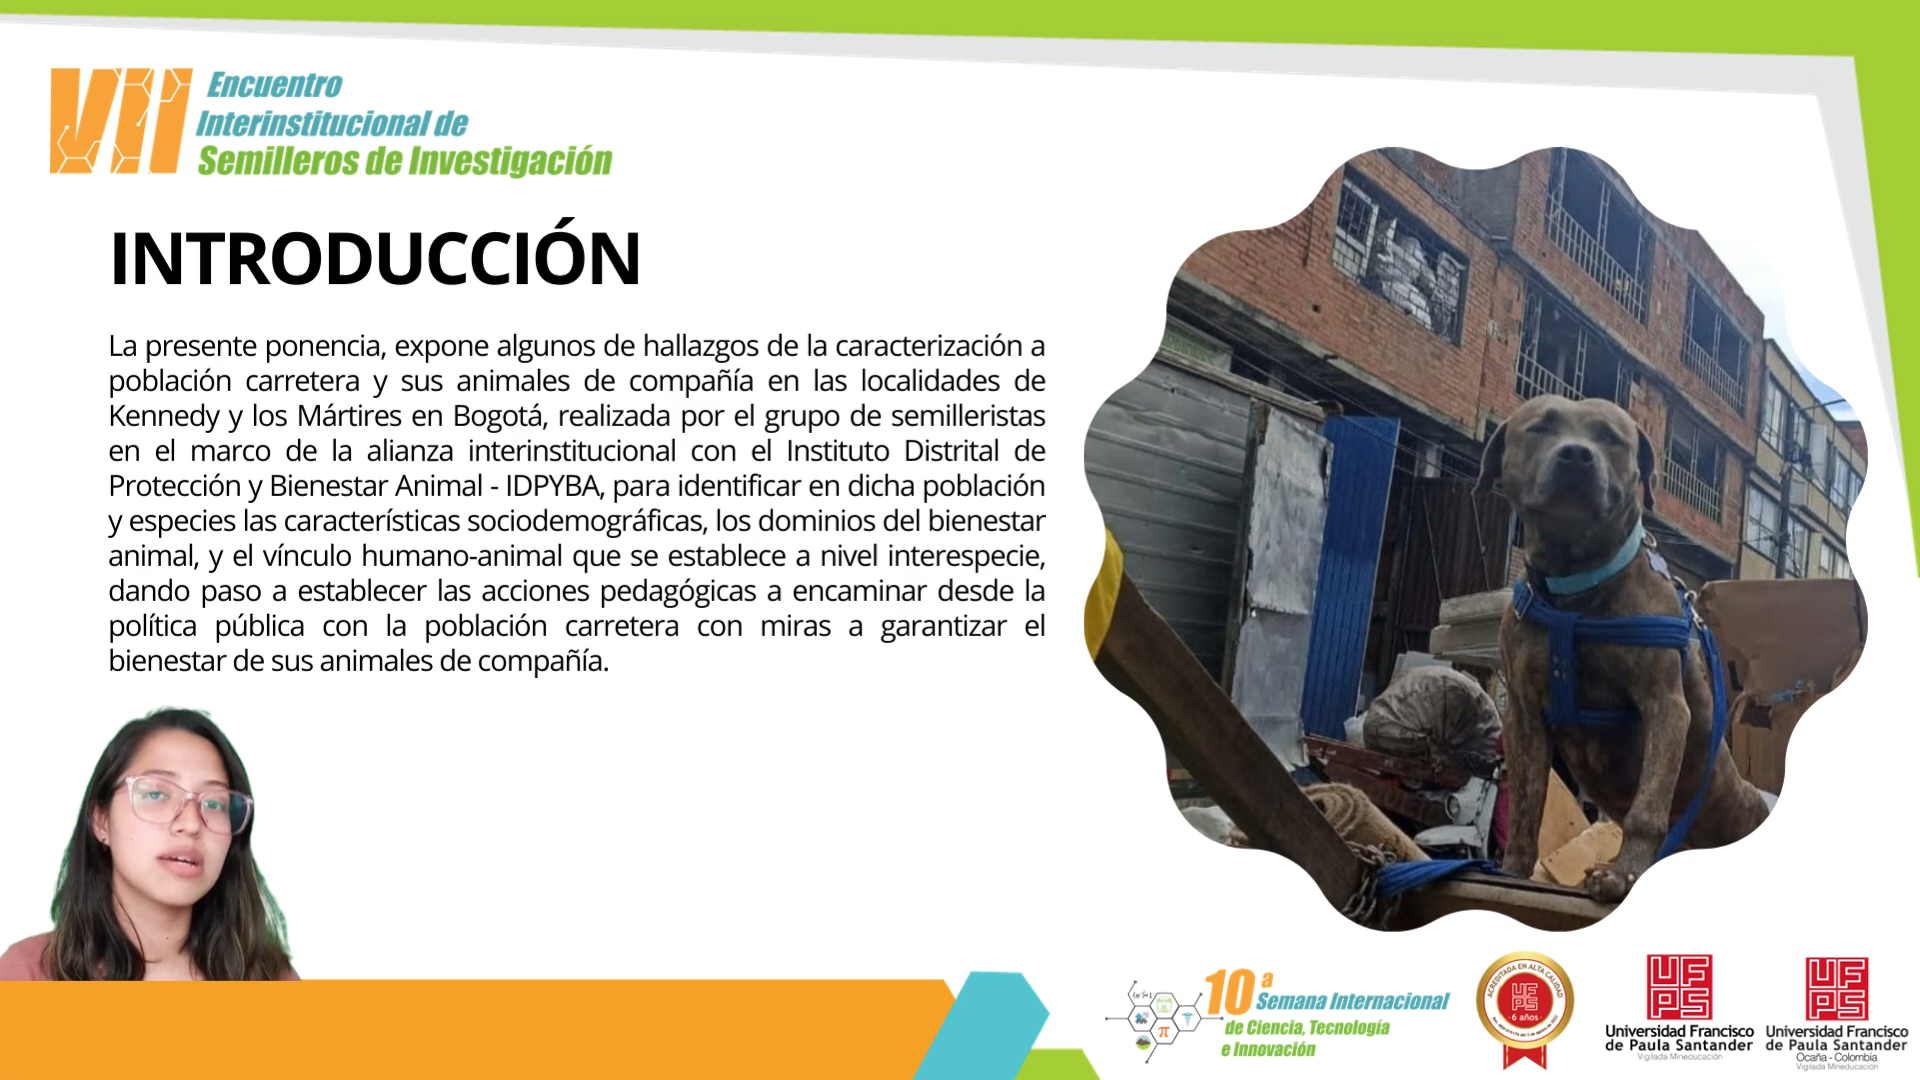 VII
Encuentro
Interinstitucional de
Semilleros de Investigación
INTRODUCCIÓN
La presente ponencia, expone algunos de hallazgos de la caracterización a
población carretera y sus animales de compañía en las localidades de
Kennedy y los Mártires en Bogotá, realizada por el grupo de semilleristas
en el marco de la alianza interinstitucional con el Instituto Distrital de
Protección y Bienestar Animal - IDPYBA, para identificar en dicha población
y especies las características sociodemográficas, los dominios del bienestar
animal, y el vínculo humano-animal que se establece a nivel interespecie,
dando paso a establecer las acciones pedagógicas a encaminar desde la
política pública con la población carretera con miras a garantizar el
bienestar de sus animales de compañía.
10a
Semana Internacional
de Ciencia, Tecnología
e Innovación
π
ACREDITADA EN ALTA CALIDAD
UFPS
- 6 años -
UFPS
Universidad Francisco
de Paula Santander
Vigilada Mineducación
UFPS
Universidad Francisco
de Paula Santander
Ocaña - Colombia
Vigilada Mineducación